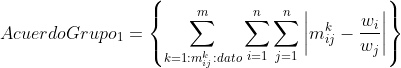 AcuerdoGrupo_1 = \left\{ \sum_{k=1:m_{ij}^{k}:dato}^{m} \sum_{i=1}^{n} \sum_{j=1}^{n} \left| m_{ij}^{k} - \frac{w_i}{w_j} \right| \right\}